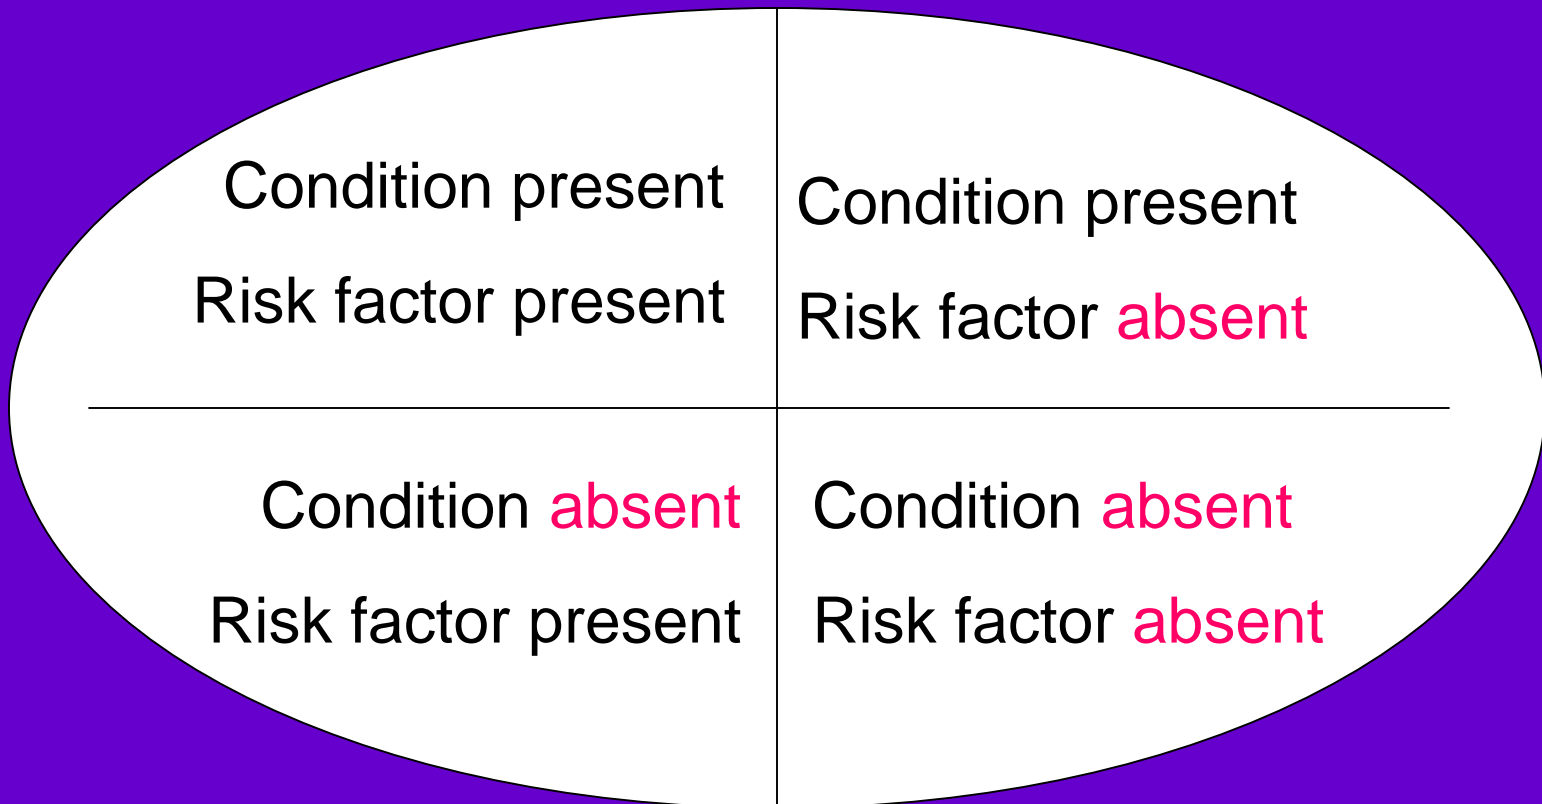 Condition present
Risk factor present
Condition present
Risk factor absent
Condition absent
Risk factor present
Condition absent
Risk factor absent